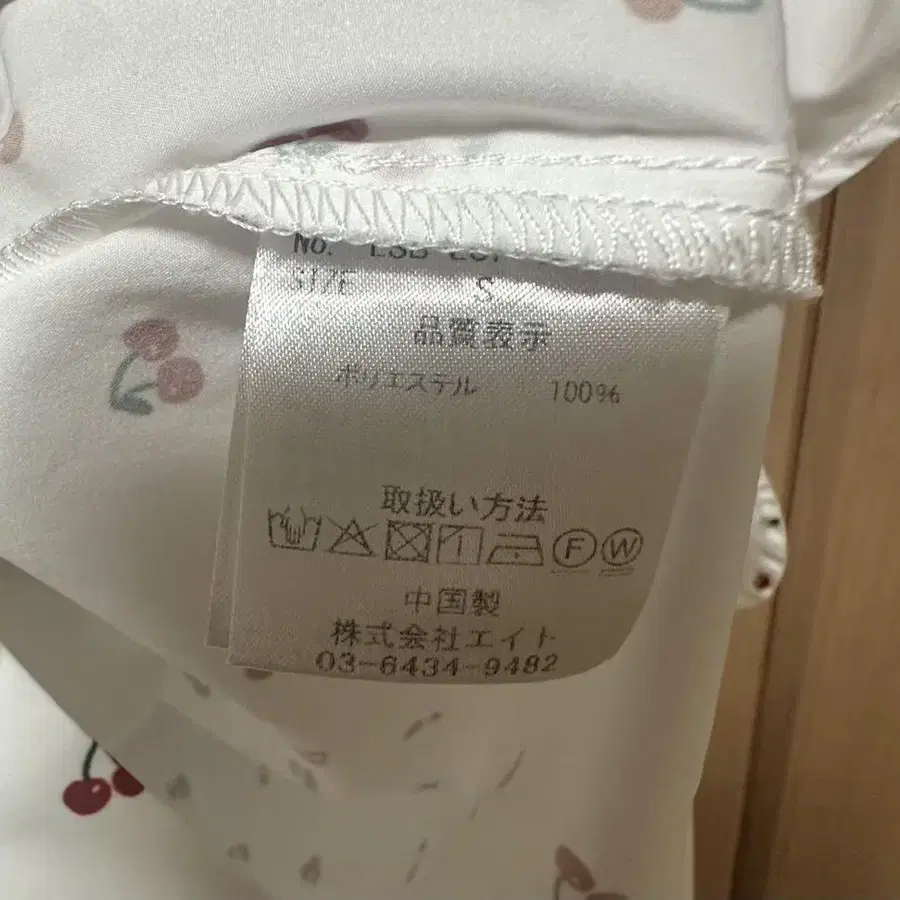 No.
SIZE S
品質表示
ポリエステル 100%
取扱い方法
F W
中国製
株式会社エイト
03-6434-9482